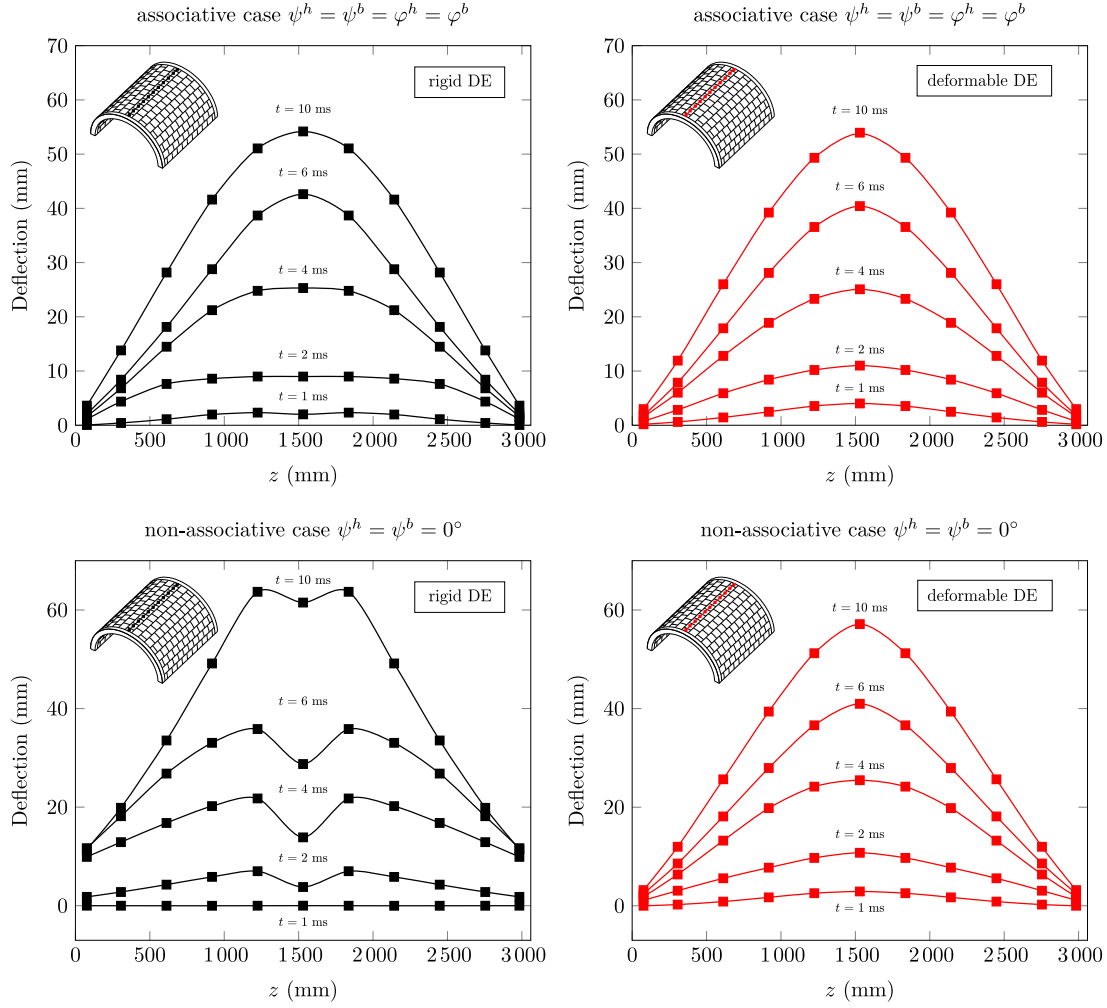 associative case ψ^h = ψ^b = φ^h = φ^b
70
60
50
40
30
20
10
0
Deflection (mm)
rigid DE
t = 10 ms
t = 6 ms
t = 4 ms
t = 2 ms
t = 1 ms
0 500 1 000 1 500 2 000 2 500 3 000
z (mm)
associative case ψ^h = ψ^b = φ^h = φ^b
70
60
50
40
30
20
10
0
Deflection (mm)
deformable DE
t = 10 ms
t = 6 ms
t = 4 ms
t = 2 ms
t = 1 ms
0 500 1 000 1 500 2 000 2 500 3 000
z (mm)
non-associative case ψ^h = ψ^b = 0°
60
40
20
0
Deflection (mm)
rigid DE
t = 10 ms
t = 6 ms
t = 4 ms
t = 2 ms
t = 1 ms
0 500 1 000 1 500 2 000 2 500 3 000
z (mm)
non-associative case ψ^h = ψ^b = 0°
60
40
20
0
Deflection (mm)
deformable DE
t = 10 ms
t = 6 ms
t = 4 ms
t = 2 ms
t = 1 ms
0 500 1 000 1 500 2 000 2 500 3 000
z (mm)